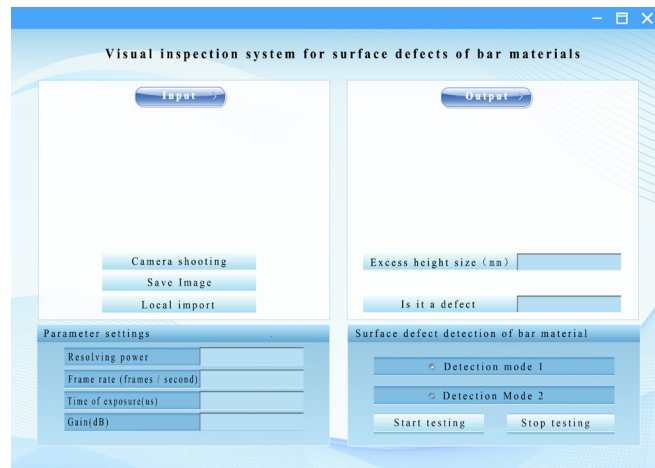 Visual inspection system for surface defects of bar materials
Input
Output
Camera shooting
Save Image
Local import
Excess height size（mm）
Is it a defect
Parameter settings
Resolving power
Frame rate (frames / second)
Time of exposure(us)
Gain(dB)
Surface defect detection of bar material
Detection mode 1
Detection Mode 2
Start testing
Stop testing